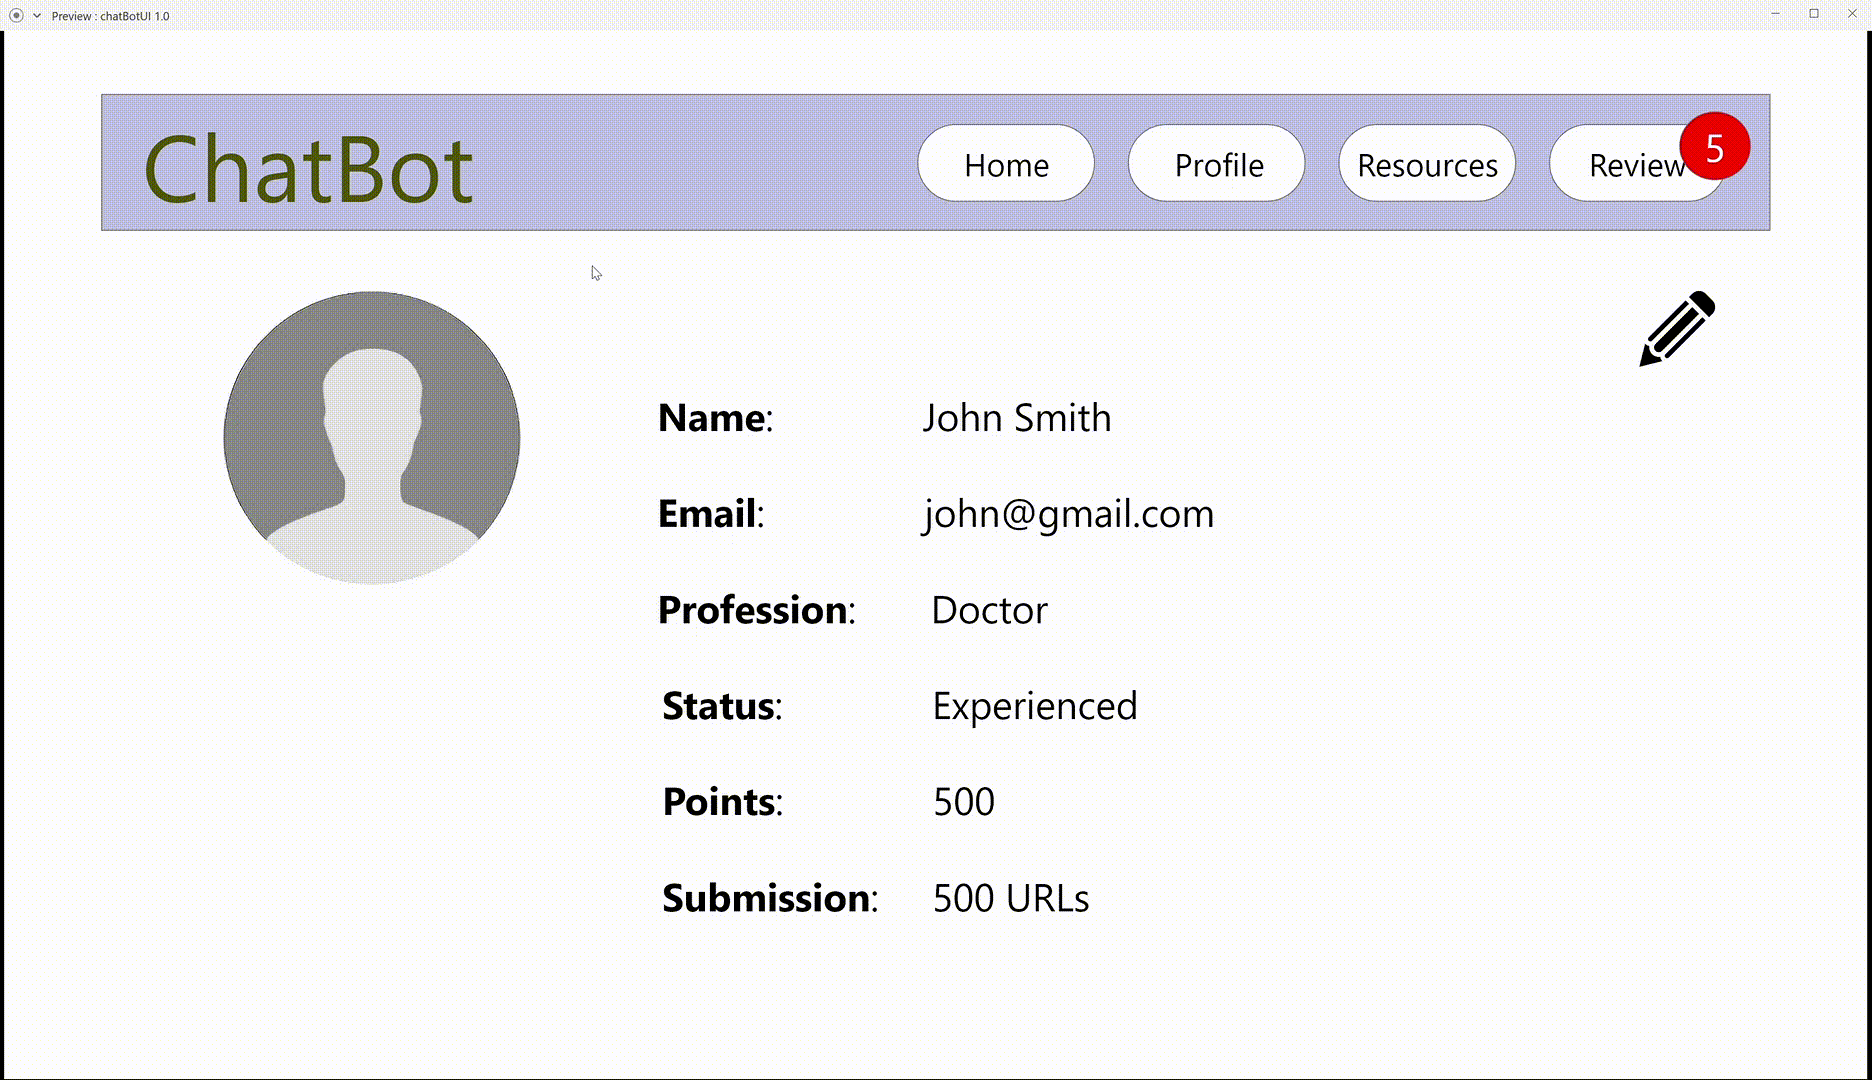 Preview : chatBotUI 1.0
ChatBot
Home
Profile
Resources
Review
5
Name: John Smith
Email: john@gmail.com
Profession: Doctor
Status: Experienced
Points: 500
Submission: 500 URLs